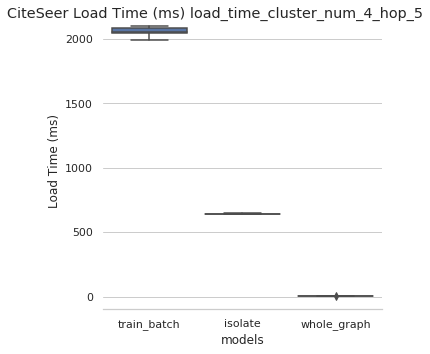 CiteSeer Load Time (ms) load_time_cluster_num_4_hop_5
2000
1500
1000
500
0
Load Time (ms)
train_batch isolate whole_graph
models